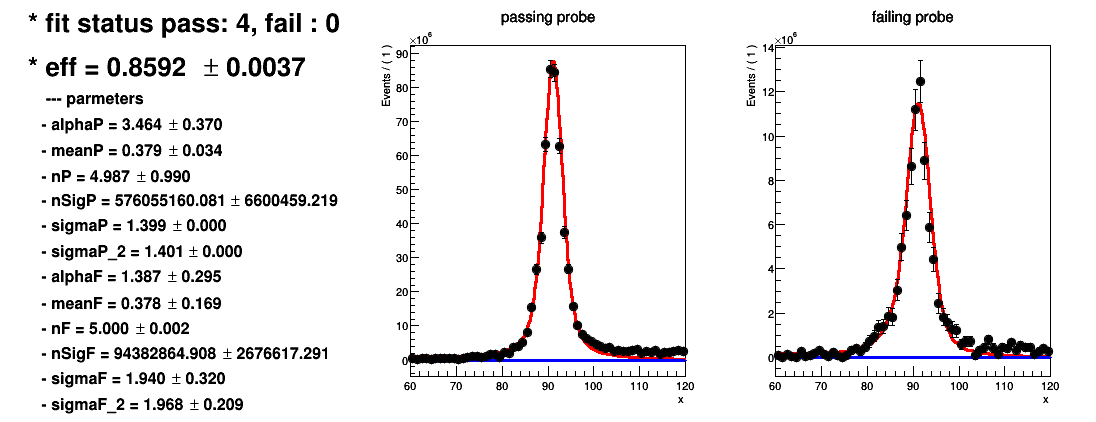 * fit status pass: 4, fail : 0
* eff = 0.8592 ± 0.0037
--- parmeters
- alphaP = 3.464 ± 0.370
- meanP = 0.379 ± 0.034
- nP = 4.987 ± 0.990
- nSigP = 576055160.081 ± 6600459.219
- sigmaP = 1.399 ± 0.000
- sigmaP_2 = 1.401 ± 0.000
- alphaF = 1.387 ± 0.295
- meanF = 0.378 ± 0.169
- nF = 5.000 ± 0.002
- nSigF = 94382864.908 ± 2676617.291
- sigmaF = 1.940 ± 0.320
- sigmaF_2 = 1.968 ± 0.209
passing probe
×10⁶
Events / ( 1 )
90
80
70
60
50
40
30
20
10
0
60 70 80 90 100 110 120
x
failing probe
×10⁶
Events / ( 1 )
14
12
10
8
6
4
2
0
60 70 80 90 100 110 120
x